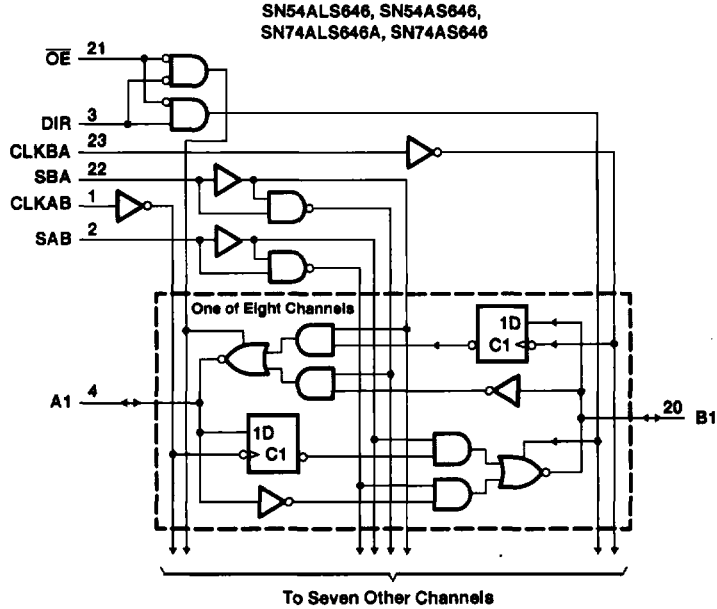 SN54ALS646, SN54AS646,
SN74ALS646A, SN74AS646
OE 21
DIR 3
CLKBA 23
SBA 22
CLKAB 1
SAB 2
One of Eight Channels
1D
C1
A1 4
20 B1
1D
C1
To Seven Other Channels